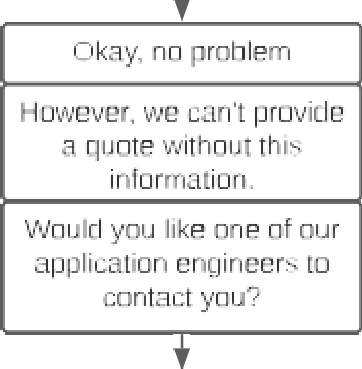 Okay, no problem
However, we can't provide
a quote without this
information.
Would you like one of our
application engineers to
contact you?